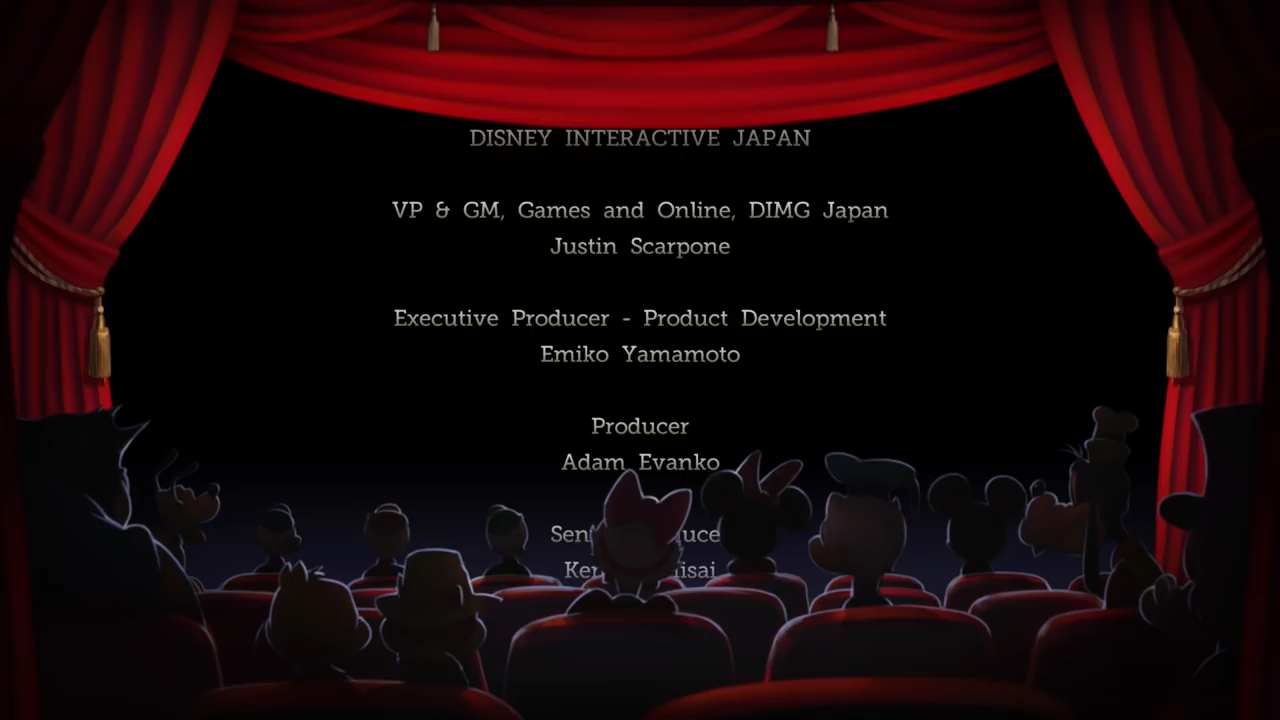 DISNEY INTERACTIVE JAPAN
VP & GM, Games and Online, DIMG Japan
Justin Scarpone
Executive Producer - Product Development
Emiko Yamamoto
Producer
Adam Evanko